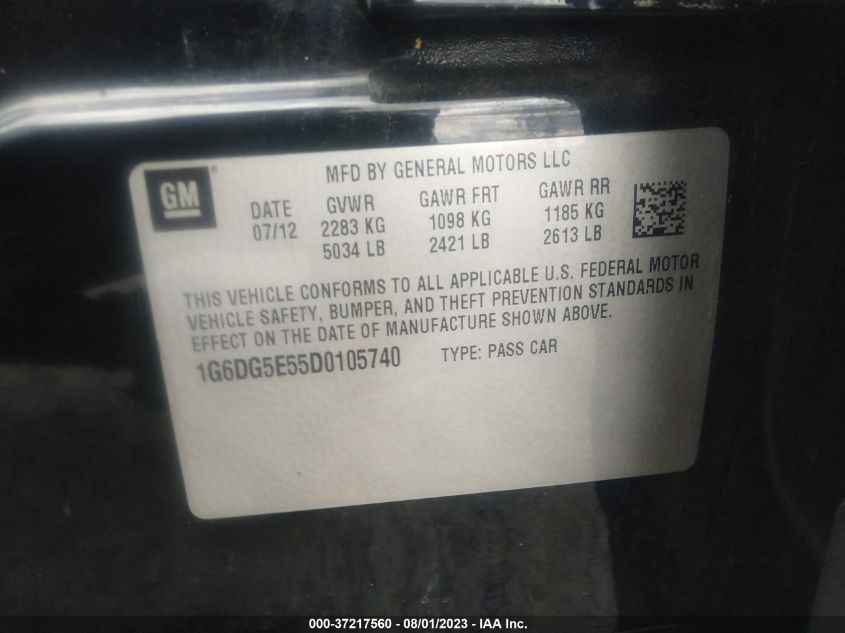 MFD BY GENERAL MOTORS LLC
GM
DATE GVWR GAWR FRT GAWR RR
07/12 2283 KG 1098 KG 1185 KG
5034 LB 2421 LB 2613 LB
THIS VEHICLE CONFORMS TO ALL APPLICABLE U.S. FEDERAL MOTOR
VEHICLE SAFETY, BUMPER, AND THEFT PREVENTION STANDARDS IN
EFFECT ON THE DATE OF MANUFACTURE SHOWN ABOVE.
1G6DG5E55D0105740 TYPE: PASS CAR
000-37217560 - 08/01/2023 - IAA Inc.